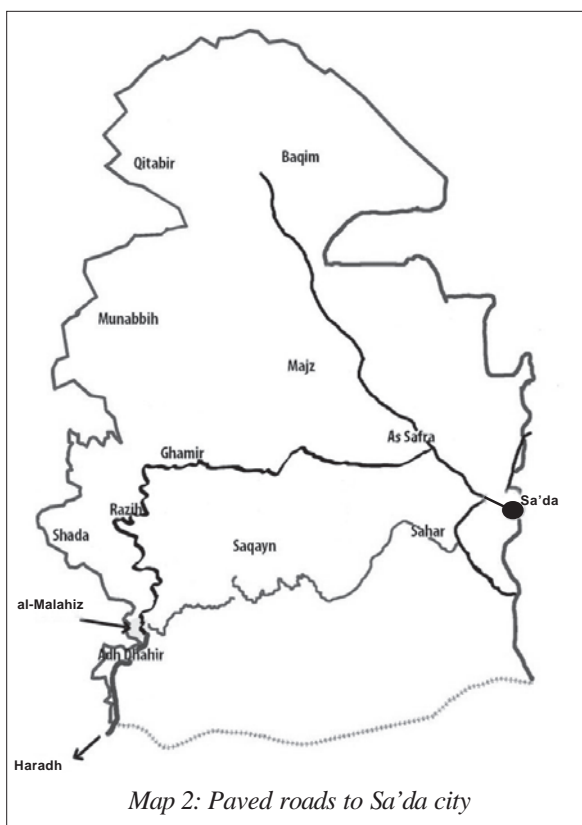 Qitabir
Baqim
Munabbih
Majz
As Safra
Ghamir
Sa'da
Razih
Shada
Saqayn
Sahar
al-Malahiz
Adh Dhahir
Haradh
Map 2: Paved roads to Sa'da city